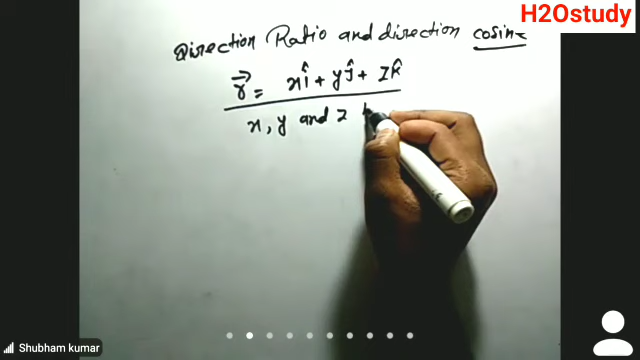 H2Ostudy
Direction Ratio and direction cosine
r⃗ = xî + yĵ + zk̂
x, y and z
Shubham kumar